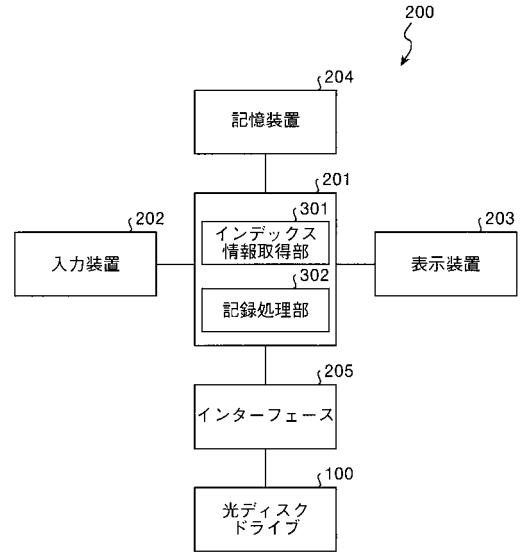 200
204
記憶装置
201
202
301
203
インデックス
情報取得部
入力装置
表示装置
302
記録処理部
205
インターフェース
100
光ディスク
ドライブ